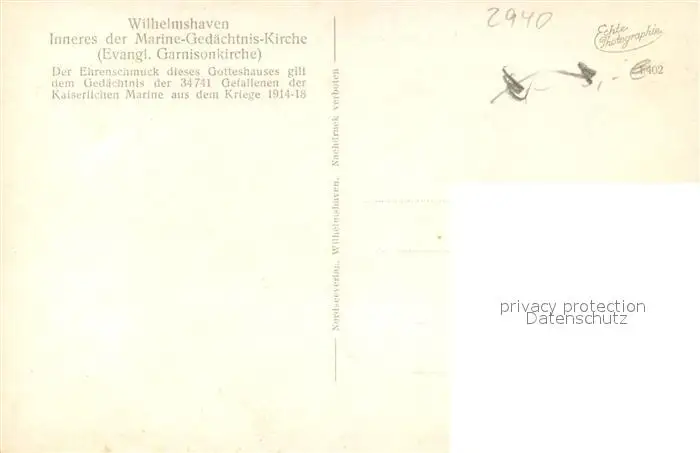 Wilhelmshaven
Inneres der Marine-Gedächtnis-Kirche
(Evangl. Garnisonkirche)
Der Ehrenschmuck dieses Gotteshauses gilt
dem Gedächtnis der 34741 Gefallenen der
Kaiserlichen Marine aus dem Kriege 1914-18
Nordseeverlag, Wilhelmshaven. Nachdruck verboten
2940
Echte
Photographie
privacy protection
Datenschutz